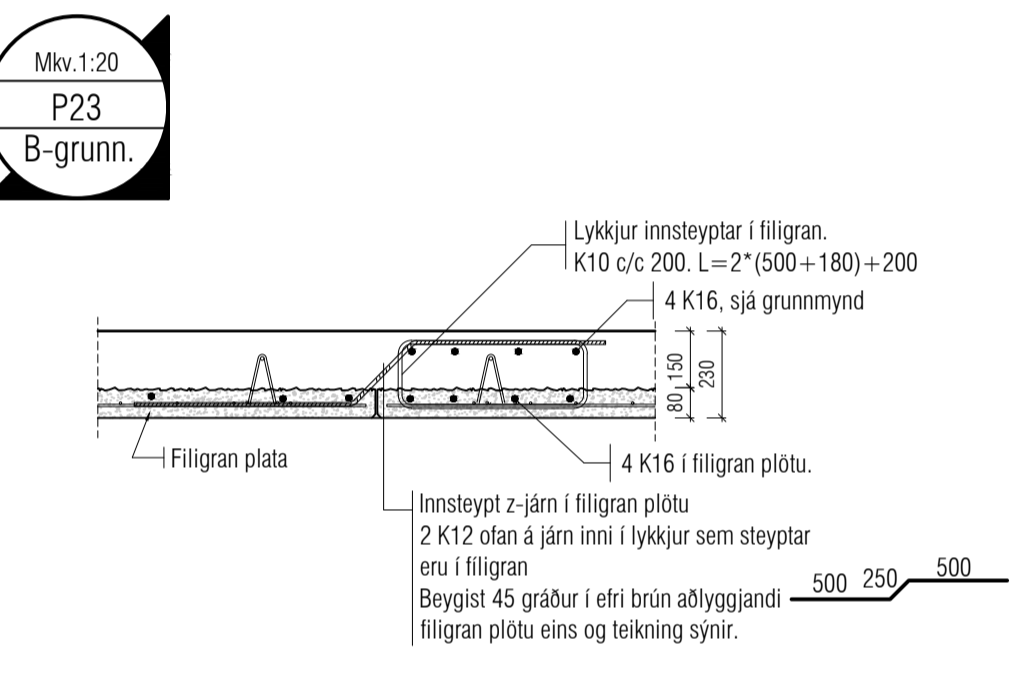 Mkv.1:20
P23
B-grunn.
Lykkjur innsteyptar í filigran.
K10 c/c 200. L=2*(500+180)+200
4 K16, sjá grunnmynd
150
230
80
Filigran plata
4 K16 í filigran plötu.
Innsteypt z-járn í filigran plötu
2 K12 ofan á járn inni í lykkjur sem steyptar
eru í fíligran
Beygist 45 gráður í efri brún aðlyggjandi
filigran plötu eins og teikning sýnir.
500 250 500